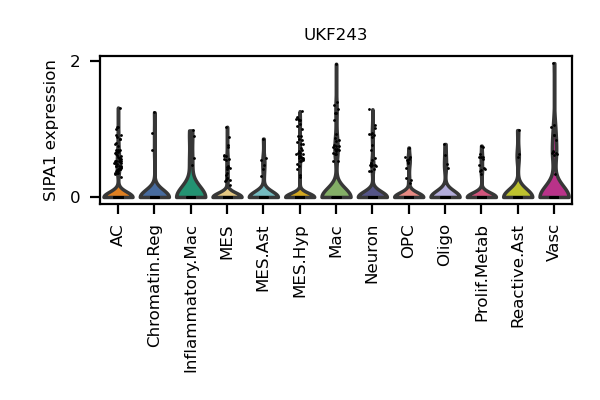 UKF243
SIPA1 expression
2
0
AC
Chromatin.Reg
Inflammatory.Mac
MES
MES.Ast
MES.Hyp
Mac
Neuron
OPC
Oligo
Prolif.Metab
Reactive.Ast
Vasc